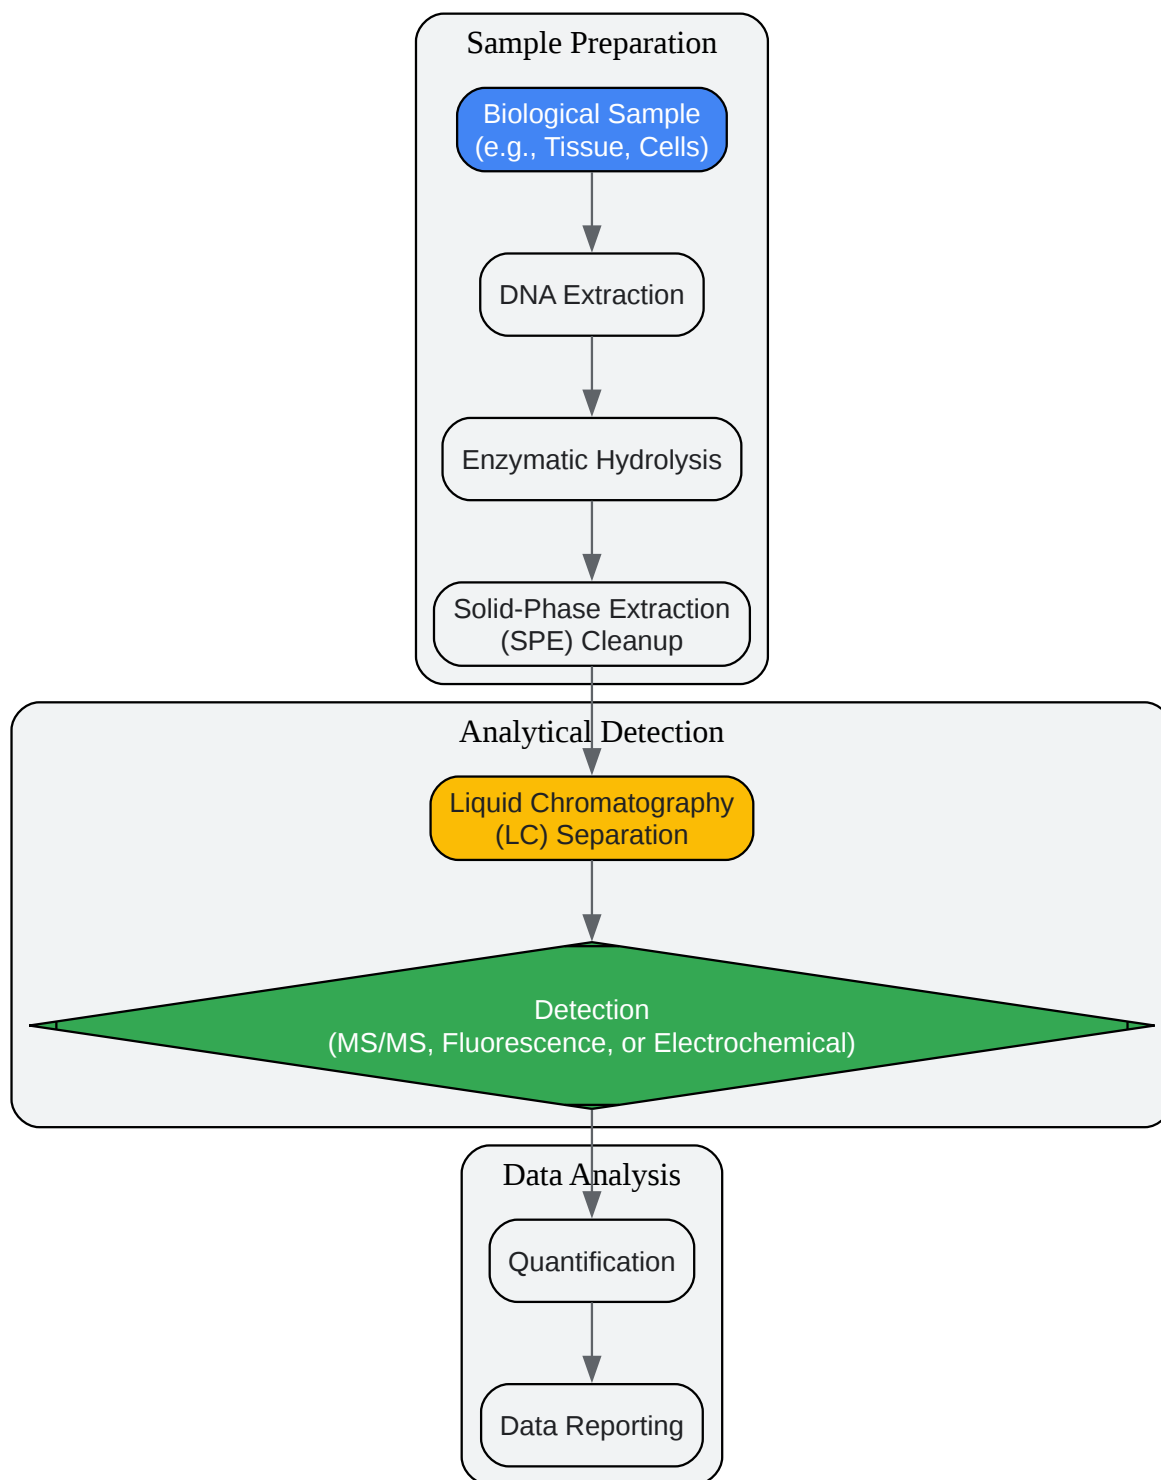 Sample Preparation
Biological Sample
(e.g., Tissue, Cells)
DNA Extraction
Enzymatic Hydrolysis
Solid-Phase Extraction
(SPE) Cleanup
Analytical Detection
Liquid Chromatography
(LC) Separation
Detection
(MS/MS, Fluorescence, or Electrochemical)
Data Analysis
Quantification
Data Reporting